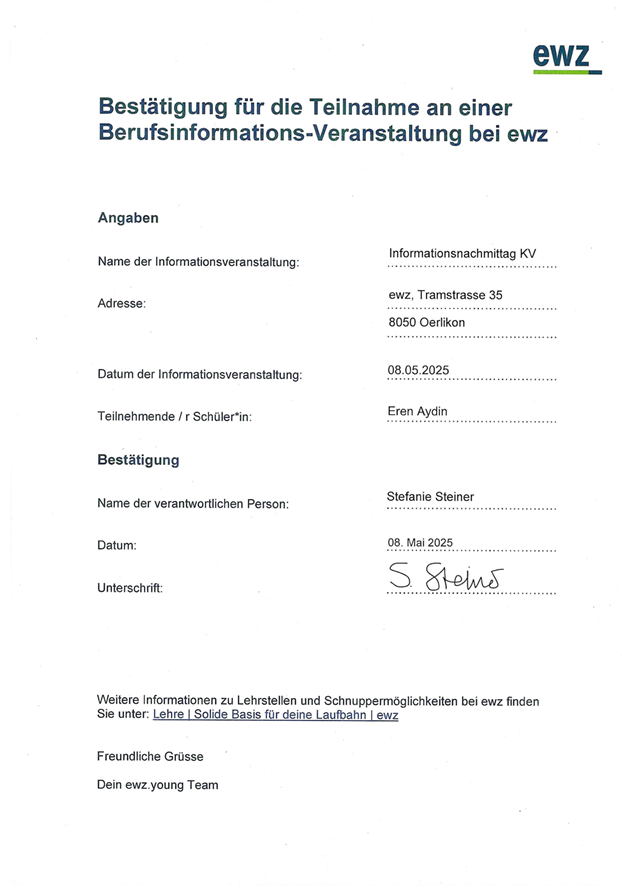 ewz
Bestätigung für die Teilnahme an einer
Berufsinformations-Veranstaltung bei ewz
Angaben
Name der Informationsveranstaltung: Informationsnachmittag KV
Adresse: ewz, Tramstrasse 35
8050 Oerlikon
Datum der Informationsveranstaltung: 08.05.2025
Teilnehmende / r Schüler*in: Eren Aydin
Bestätigung
Name der verantwortlichen Person: Stefanie Steiner
Datum: 08. Mai 2025
Unterschrift: S. Steiner
Weitere Informationen zu Lehrstellen und Schnuppermöglichkeiten bei ewz finden
Sie unter: Lehre | Solide Basis für deine Laufbahn | ewz
Freundliche Grüsse
Dein ewz.young Team